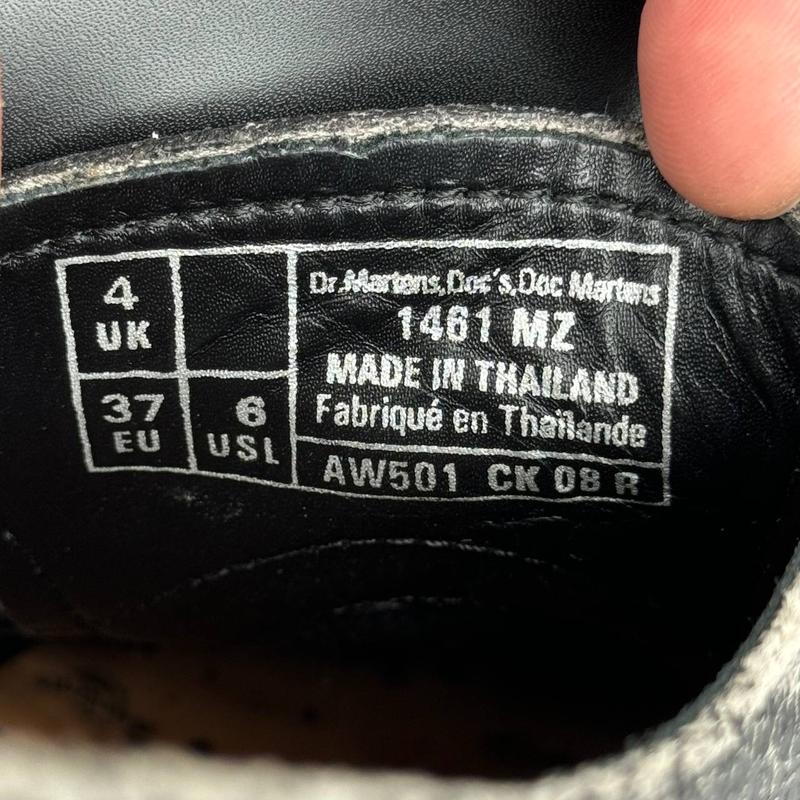 4
UK
37
EU
6
USL
Dr.Martens,Doc's,Doc Martens
1461 MZ
MADE IN THAILAND
Fabriqué en Thaïlande
AW501 CK 08 R